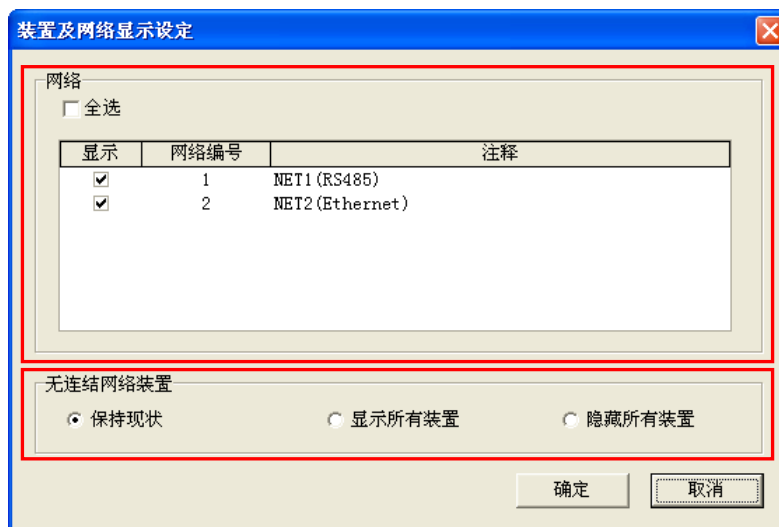 装置及网络显示设定
网络
全选
显示 网络编号 注释
1 NET1(RS485)
2 NET2(Ethernet)
无连结网络装置
保持现状 显示所有装置 隐藏所有装置
确定 取消